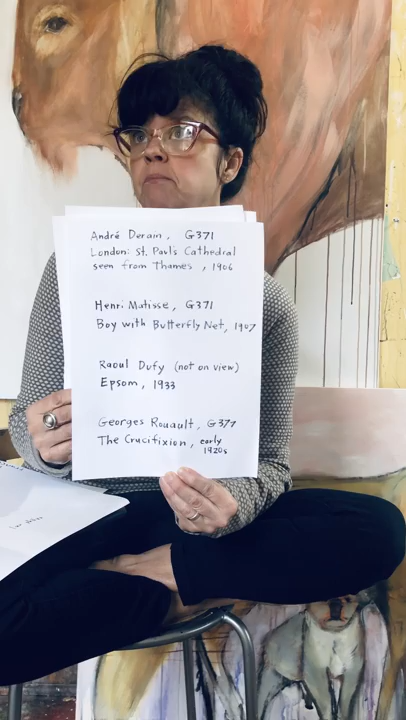 André Derain, G371
London: St. Paul's Cathedral
seen from Thames , 1906
Henri Matisse, G371
Boy with Butterfly Net, 1907
Raoul Dufy (not on view)
Epsom, 1933
Georges Rouault, G371
The Crucifixion, early
1920s